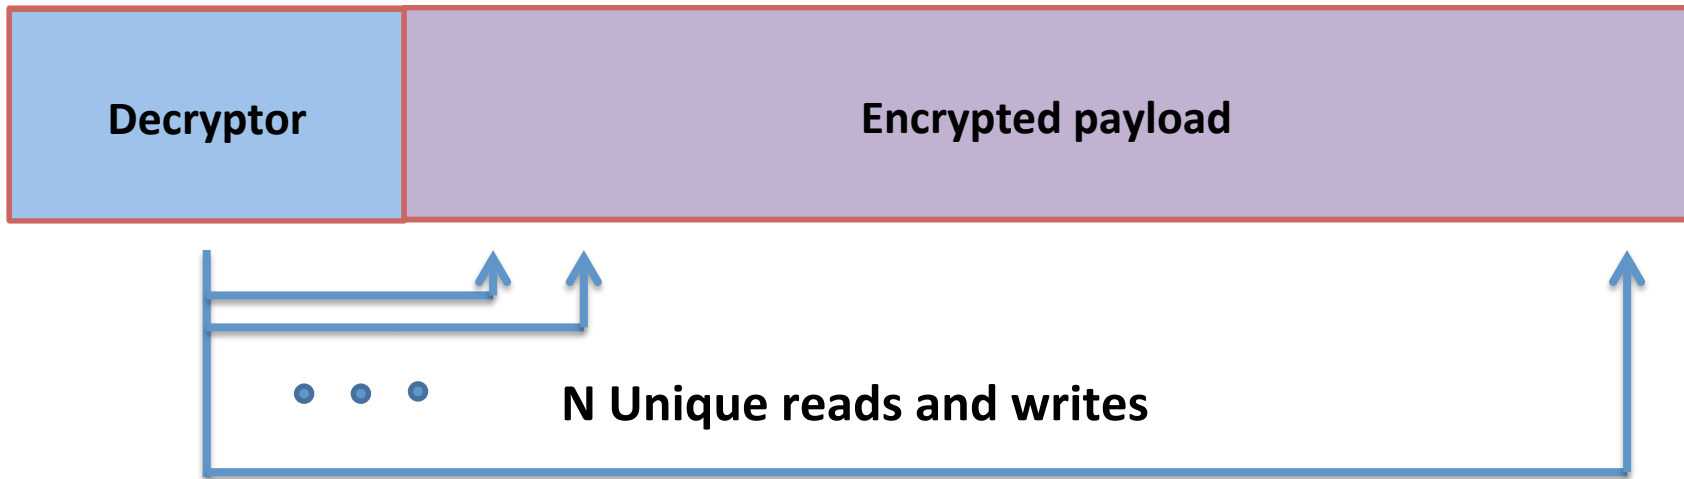 Decryptor
Encrypted payload
N Unique reads and writes